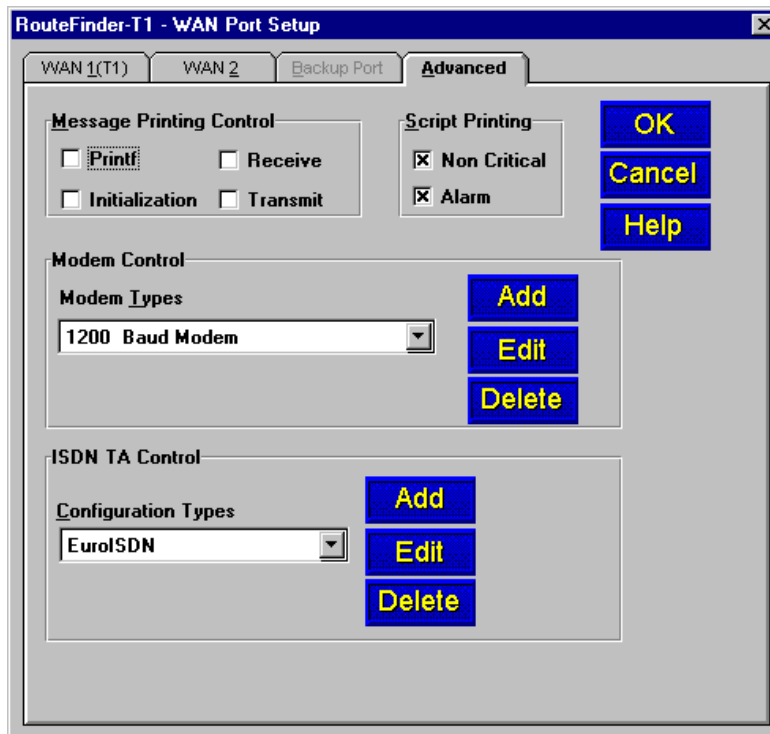 RouteFinder-T1 - WAN Port Setup
WAN 1(T1) WAN 2 Backup Port Advanced
Message Printing Control
Printf Receive
Initialization Transmit
Script Printing
Non Critical
Alarm
OK
Cancel
Help
Modem Control
Modem Types
1200 Baud Modem
Add
Edit
Delete
ISDN TA Control
Configuration Types
EuroISDN
Add
Edit
Delete